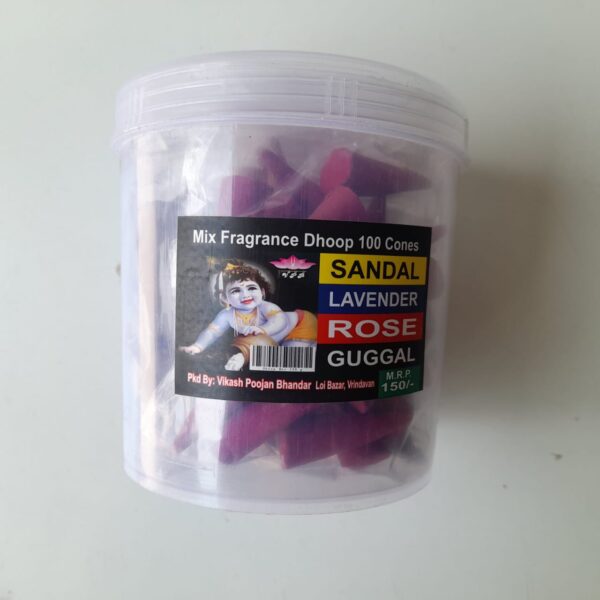 Mix Fragrance Dhoop 100 Cones
SANDAL
LAVENDER
ROSE
GUGGAL
M.R.P
150/-
Pkd By: Vikash Poojan Bhandar Loi Bazar, Vrindavan